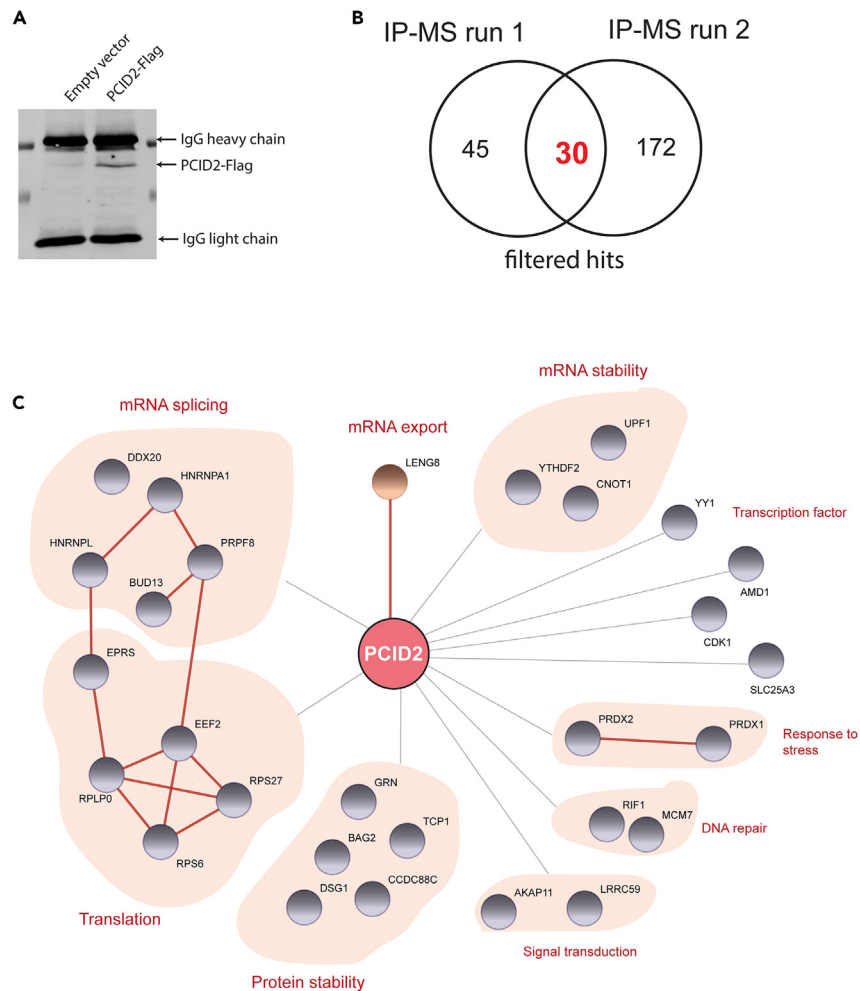 A
Empty vector
PCID2-Flag
IgG heavy chain
PCID2-Flag
IgG light chain
B
IP-MS run 1
IP-MS run 2
45
30
172
filtered hits
C
mRNA splicing
DDX20
HNRNPA1
HNRNPL
PRPF8
BUD13
mRNA export
LENG8
mRNA stability
UPF1
YTHDF2
CNOT1
YY1
Transcription factor
AMD1
CDK1
SLC25A3
PCID2
EPRS
EEF2
RPLP0
RPS27
RPS6
Translation
GRN
TCP1
BAG2
DSG1
CCDC88C
Protein stability
PRDX2
PRDX1
Response to
stress
RIF1
MCM7
DNA repair
AKAP11
LRRC59
Signal transduction